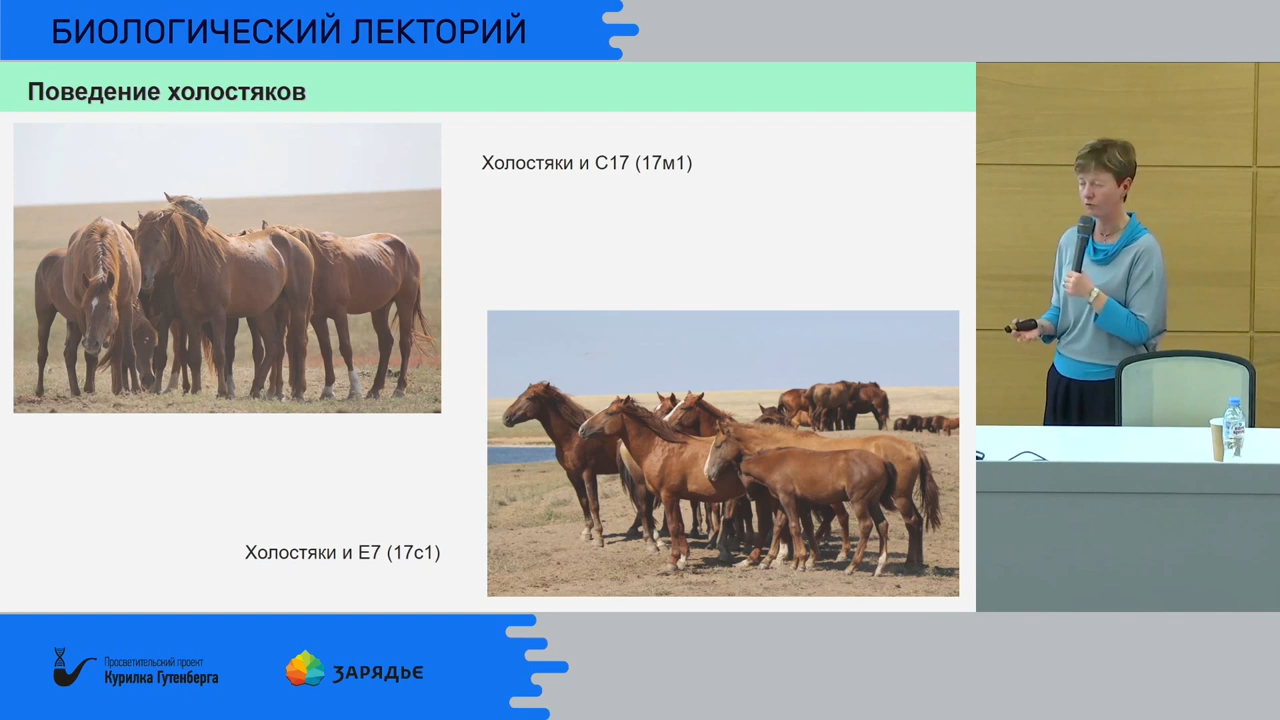 БИОЛОГИЧЕСКИЙ ЛЕКТОРИЙ
Поведение холостяков
Холостяки и С17 (17м1)
Холостяки и Е7 (17с1)
Просветительский проект
Курилка Гутенберга
ЗАРЯДЬЕ